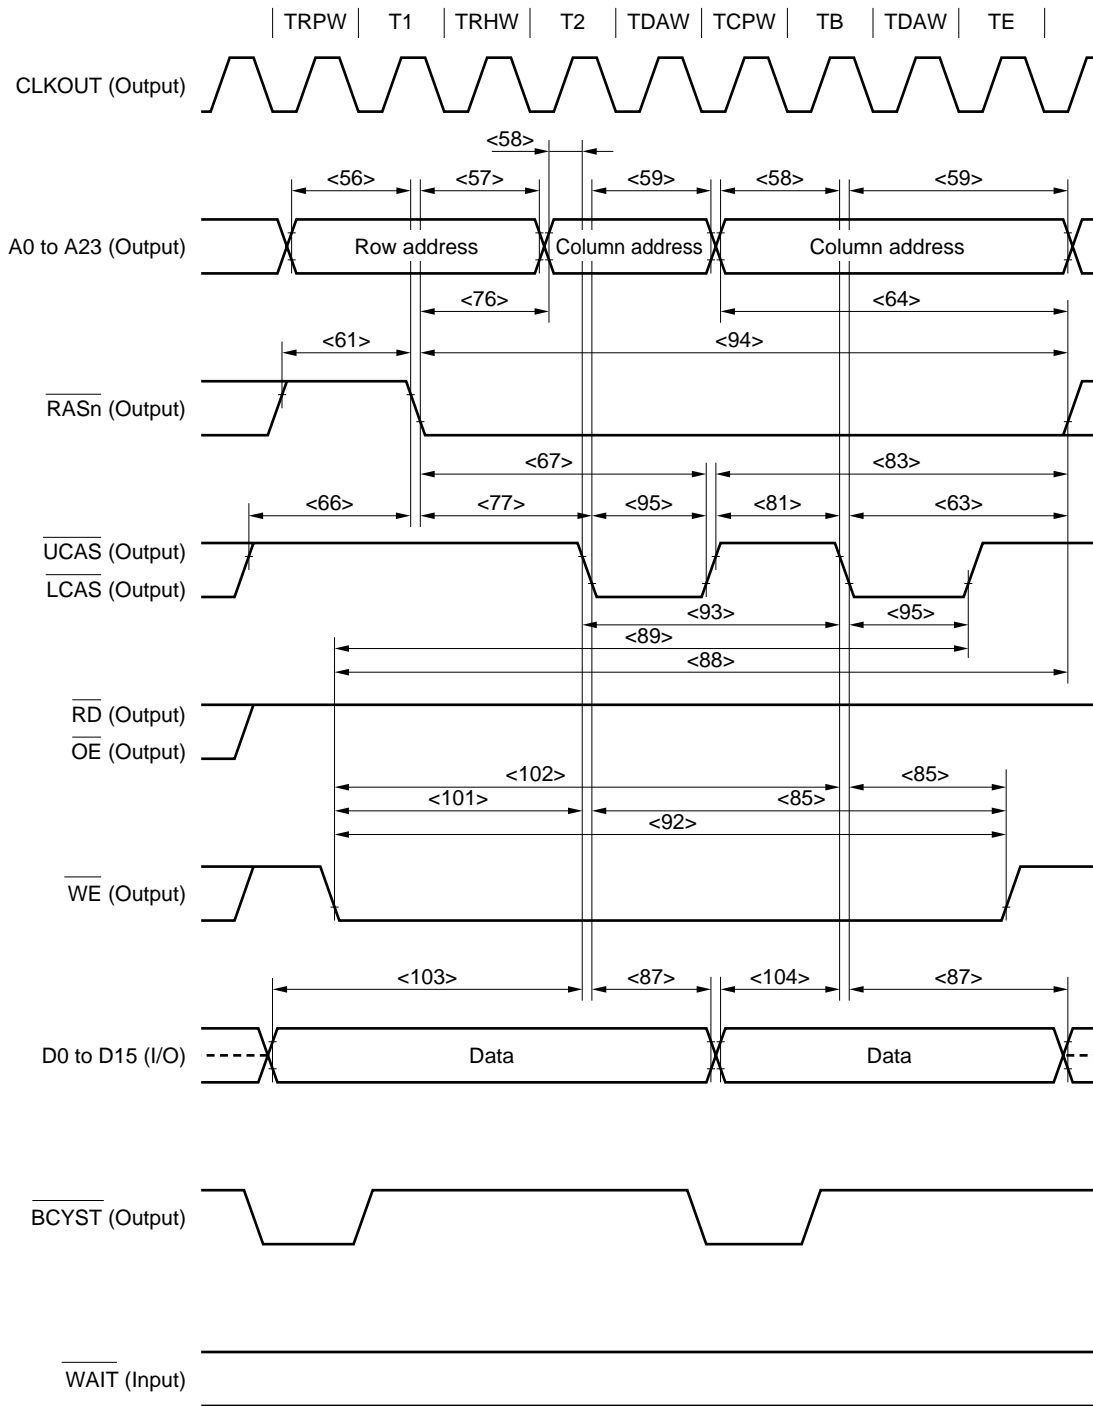 TRPW T1 TRHW T2 TDAW TCPW TB TDAW TE
CLKOUT (Output)
<58>
<56> <57> <59> <58> <59>
A0 to A23 (Output) Row address Column address Column address
<76> <64>
<61> <94>
RASn (Output)
<67> <83>
<66> <77> <95> <81> <63>
UCAS (Output)
LCAS (Output)
<93> <95>
<89>
<88>
RD (Output)
OE (Output)
<102> <85>
<101> <85>
<92>
WE (Output)
<103> <87> <104> <87>
D0 to D15 (I/O) Data Data
BCYST (Output)
WAIT (Input)